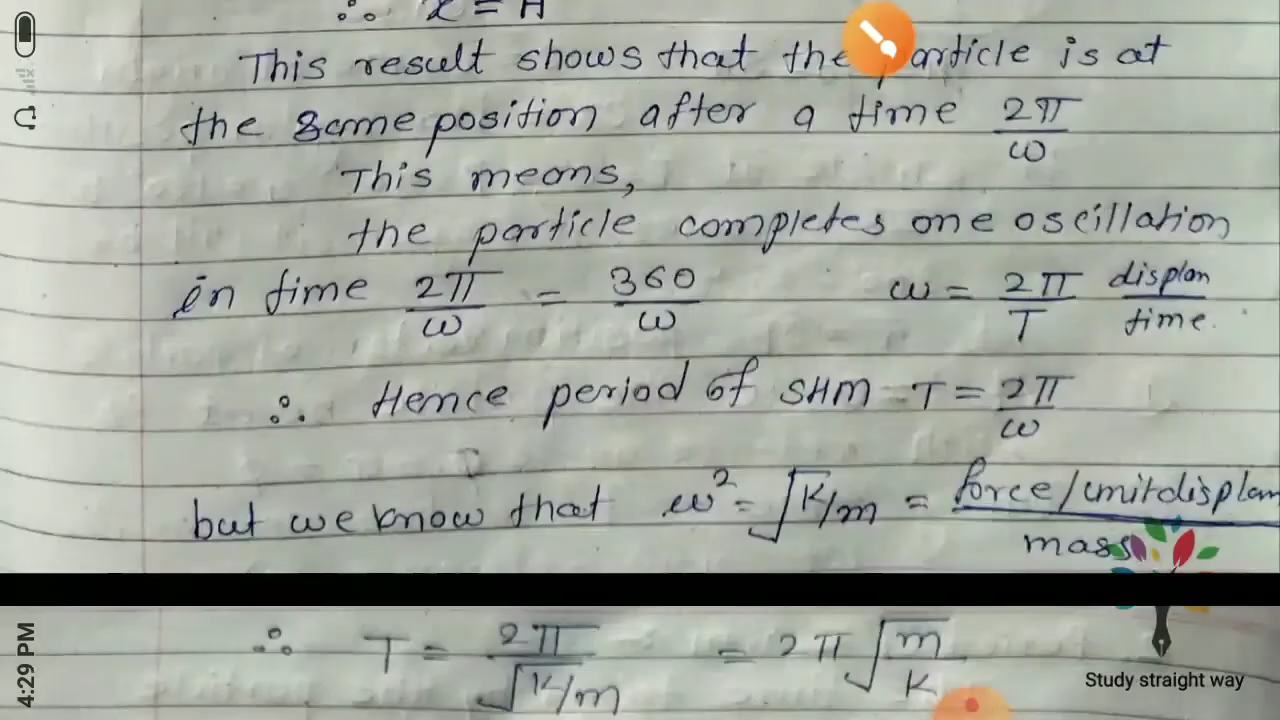 ∴ x = A
This result shows that the particle is at
the same position after a time 2π/ω
This means,
the particle completes one oscillation
in time 2π/ω = 360/ω ω = 2π/T displan/time.
∴ Hence period of SHM T = 2π/ω
but we know that ω² = √K/m = force/unit displam/mass
∴ T = 2π/√K/m = 2π√m/K
Study straight way
4:29 PM